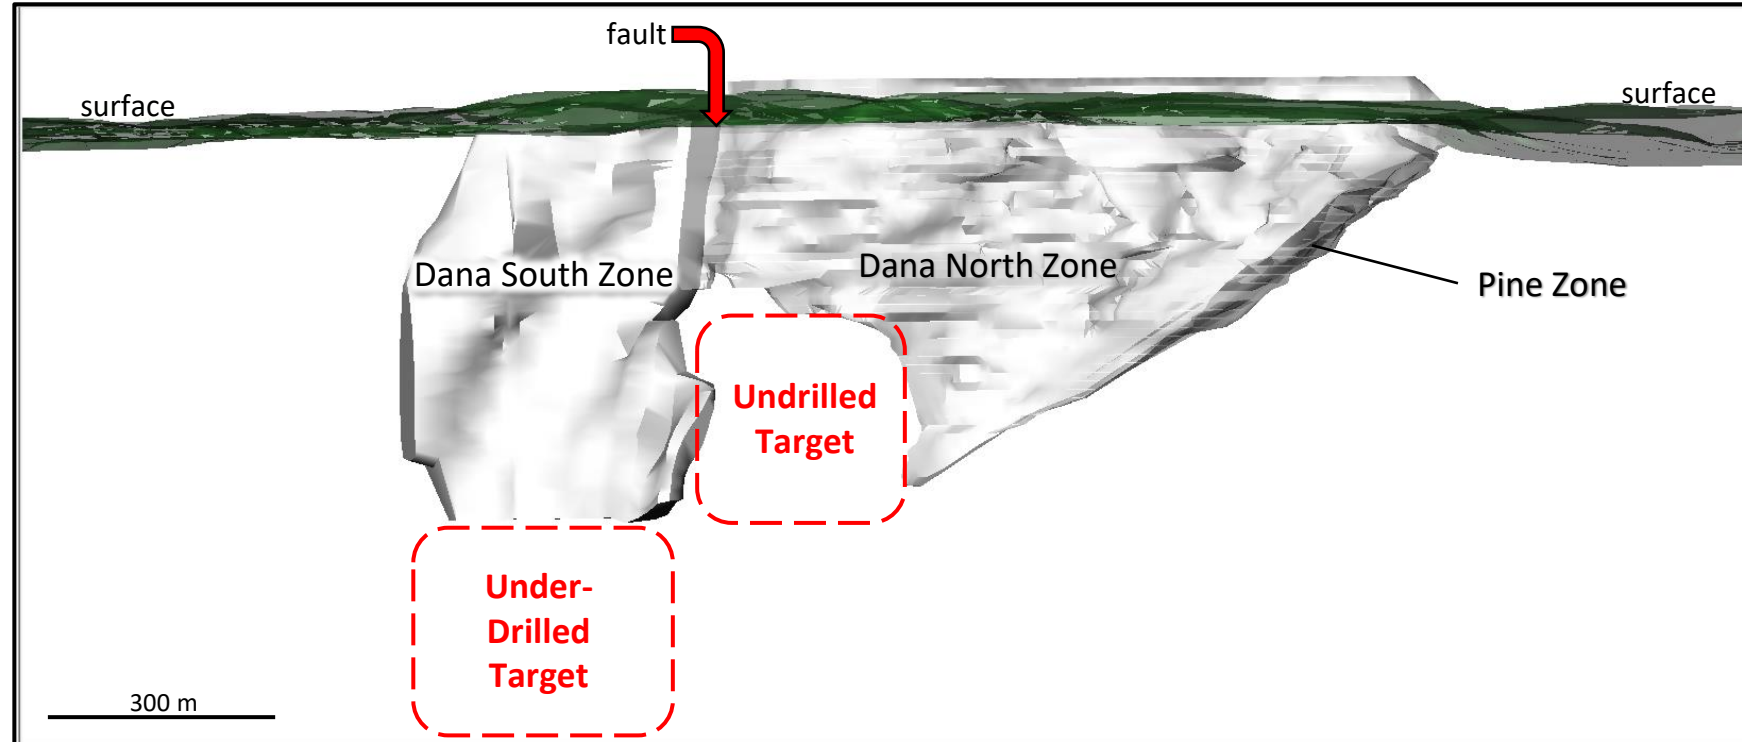 fault
surface
surface
Dana South Zone
Dana North Zone
Pine Zone
Undrilled
Target
Under-
Drilled
Target
300 m